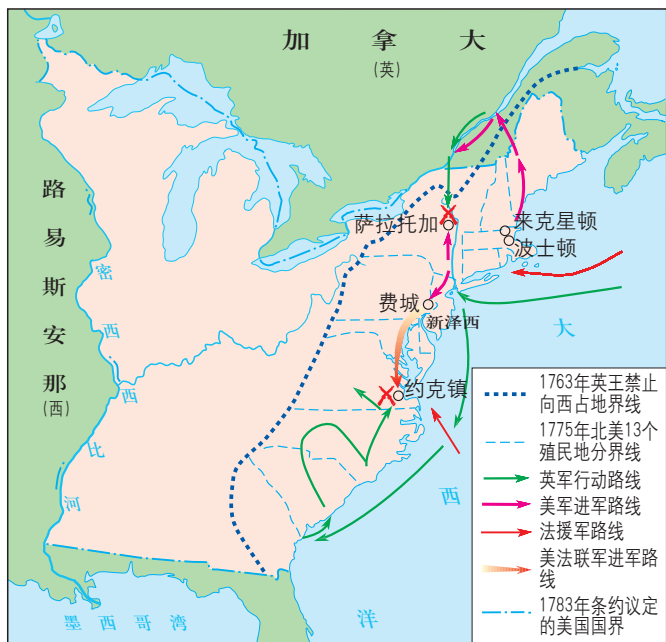 加拿大
(英)
路易斯安那
(西)
密西西比河
萨拉托加
来克星顿
波士顿
费城
新泽西
约克镇
大西洋
墨西哥湾
1763年英王禁止
向西占地界线
1775年北美13个
殖民地分界线
英军行动路线
美军进军路线
法援军路线
美法联军进军路
线
1783年条约议定
的美国国界